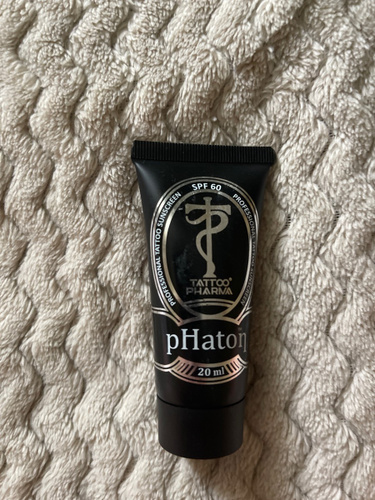 SPF 60
PROFESSIONAL TATTOO SUNSCREEN
PROFESSIONAL
TATTOO®
PHARMA
pHaton
20 ml